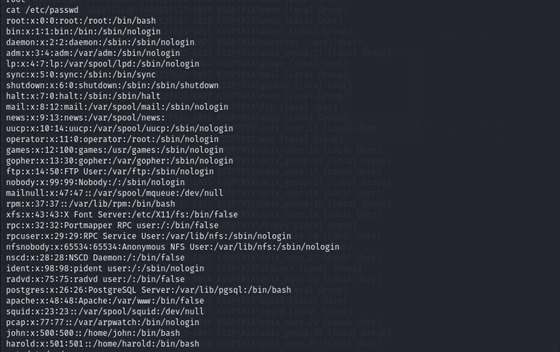 root
cat /etc/passwd
root:x:0:0:root:/root:/bin/bash
bin:x:1:1:bin:/bin:/sbin/nologin
daemon:x:2:2:daemon:/sbin:/sbin/nologin
adm:x:3:4:adm:/var/adm:/sbin/nologin
lp:x:4:7:lp:/var/spool/lpd:/sbin/nologin
sync:x:5:0:sync:/sbin:/bin/sync
shutdown:x:6:0:shutdown:/sbin:/sbin/shutdown
halt:x:7:0:halt:/sbin:/sbin/halt
mail:x:8:12:mail:/var/spool/mail:/sbin/nologin
news:x:9:13:news:/var/spool/news:
uucp:x:10:14:uucp:/var/spool/uucp:/sbin/nologin
operator:x:11:0:operator:/root:/sbin/nologin
games:x:12:100:games:/usr/games:/sbin/nologin
gopher:x:13:30:gopher:/var/gopher:/sbin/nologin
ftp:x:14:50:FTP User:/var/ftp:/sbin/nologin
nobody:x:99:99:Nobody:/:/sbin/nologin
mailnull:x:47:47::/var/spool/mqueue:/dev/null
rpm:x:37:37::/var/lib/rpm:/bin/bash
xfs:x:43:43:X Font Server:/etc/X11/fs:/bin/false
rpc:x:32:32:Portmapper RPC user:/:/bin/false
rpcuser:x:29:29:RPC Service User:/var/lib/nfs:/sbin/nologin
nfsnobody:x:65534:65534:Anonymous NFS User:/var/lib/nfs:/sbin/nologin
nscd:x:28:28:NSCD Daemon:/:/bin/false
ident:x:98:98:pident user:/:/sbin/nologin
radvd:x:75:75:radvd user:/:/bin/false
postgres:x:26:26:PostgreSQL Server:/var/lib/pgsql:/bin/bash
apache:x:48:48:Apache:/var/www:/bin/false
squid:x:23:23::/var/spool/squid:/dev/null
pcap:x:77:77::/var/arpwatch:/bin/nologin
john:x:500:500::/home/john:/bin/bash
harold:x:501:501::/home/harold:/bin/bash